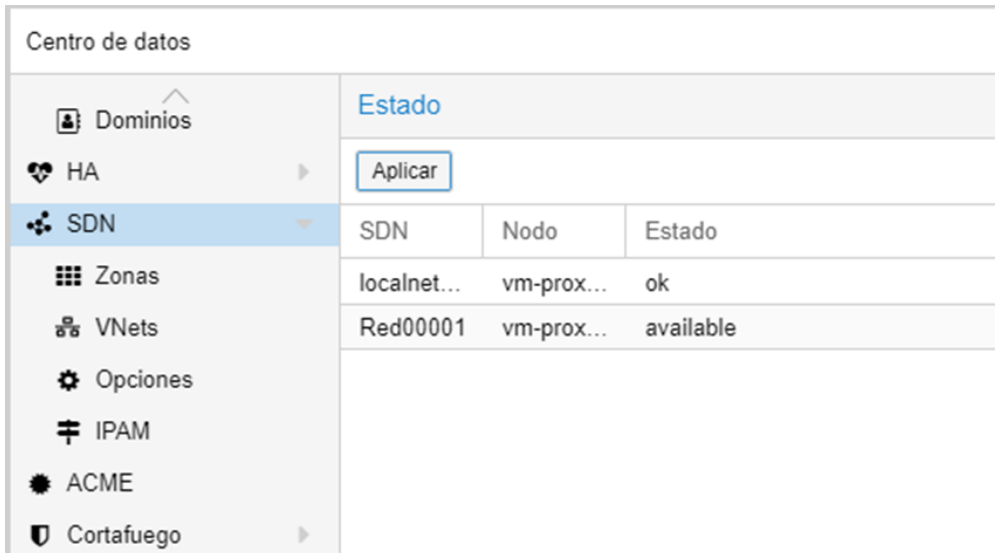 Centro de datos
Dominios
HA
SDN
Zonas
VNets
Opciones
IPAM
ACME
Cortafuego
Estado
Aplicar
SDN Nodo Estado
localnet... vm-prox... ok
Red00001 vm-prox... available